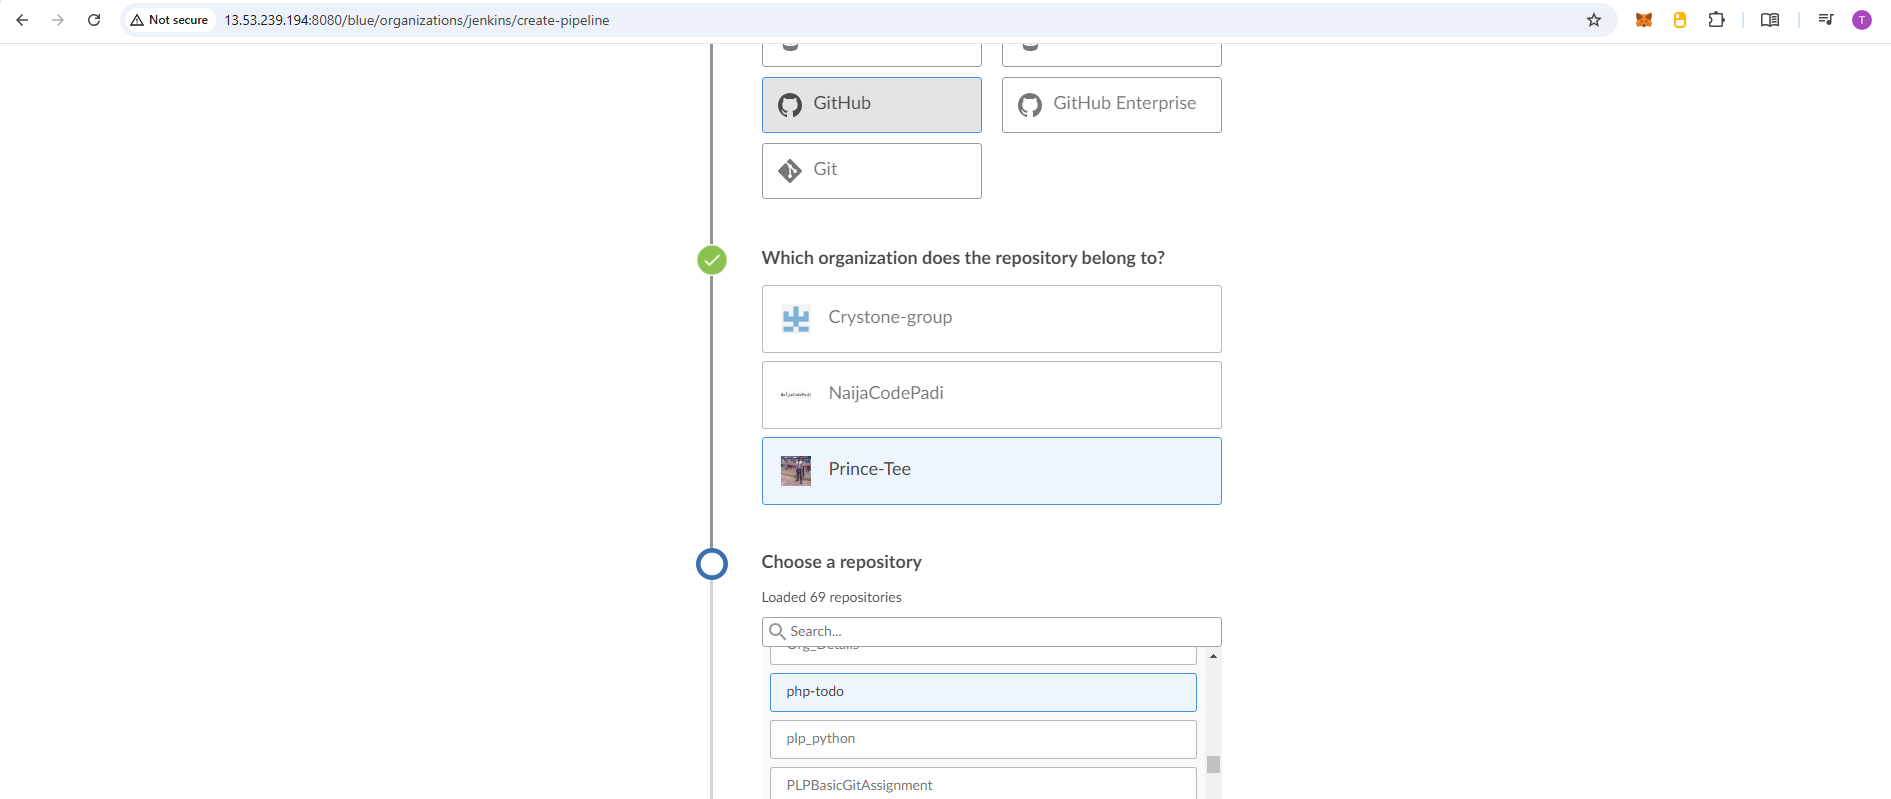 Not secure
13.53.239.194:8080/blue/organizations/jenkins/create-pipeline
T
GitHub
GitHub Enterprise
Git
Which organization does the repository belong to?
Crystone-group
NaijaCodePadi
NaijaCodePadi
Prince-Tee
Choose a repository
Loaded 69 repositories
Search...
Org_Details
php-todo
plp_python
PLPBasicGitAssignment